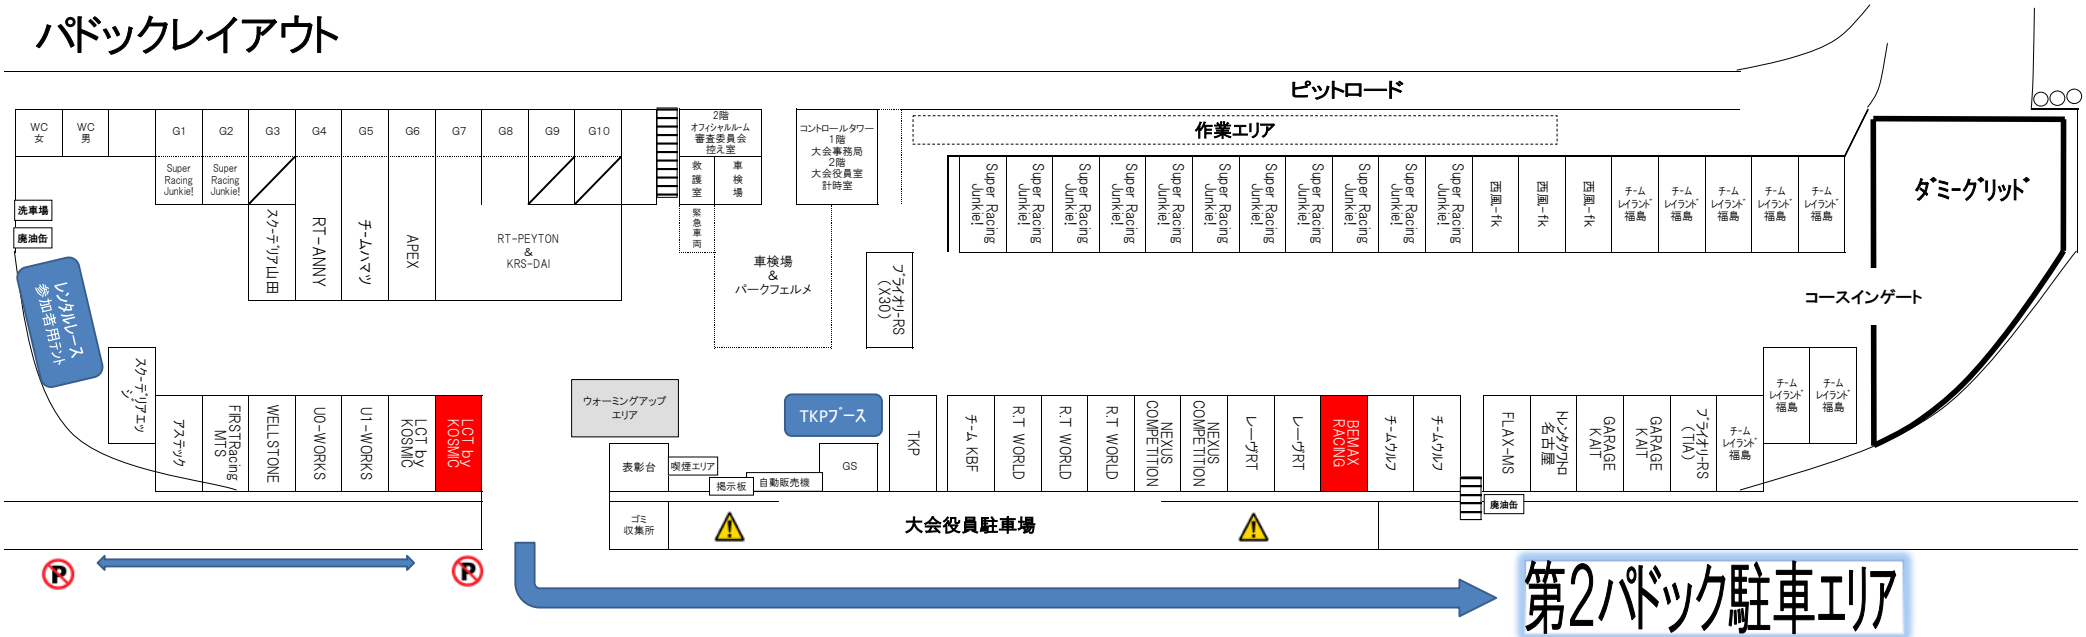 パドックレイアウト
ピットロード
WC
女
WC
男
G1
G2
G3
G4
G5
G6
G7
G8
G9
G10
2階
オフィシャルルーム
審査委員会
控え室
コントロールタワー
1階
大会事務局
2階
大会役員室
計時室
作業エリア
Super
Racing
Junkie!
Super
Racing
Junkie!
救護室
車検場
緊急車両
Super Racing
Junkie!
Super Racing
Junkie!
Super Racing
Junkie!
Super Racing
Junkie!
Super Racing
Junkie!
Super Racing
Junkie!
Super Racing
Junkie!
Super Racing
Junkie!
Super Racing
Junkie!
Super Racing
Junkie!
Super Racing
Junkie!
西風-fk
西風-fk
西風-fk
チーム
レイランド
福島
チーム
レイランド
福島
チーム
レイランド
福島
チーム
レイランド
福島
チーム
レイランド
福島
ダミーグリッド
洗車場
廃油缶
スクーデリア山田
RT-ANNY
チームハマツ
APEX
RT-PEYTON
&
KRS-DAI
車検場
&
パークフェルメ
プライオリ-RS
(X30)
コースインゲート
レンタルレース
参加者用テント
スクーデリアエッ
ジ
アステック
FIRSTRacing
MTS
WELLSTONE
U0-WORKS
U1-WORKS
LCT by
KOSMIC
LCT by
KOSMIC
ウォーミングアップ
エリア
TKPブース
表彰台
喫煙エリア
掲示板
自動販売機
GS
TKP
チームKBF
R.T WORLD
R.T WORLD
R.T WORLD
NEXUS
COMPETITION
NEXUS
COMPETITION
レーヴRT
レーヴRT
BEMAX
RACING
チームウルフ
チームウルフ
FLAX-MS
トレンタクワトロ
名古屋
GARAGE
KAIT
GARAGE
KAIT
プライオリ-RS
(TIA)
チーム
レイランド
福島
チーム
レイランド
福島
チーム
レイランド
福島
廃油缶
ゴミ
収集所
大会役員駐車場
P
P
第2パドック駐車エリア